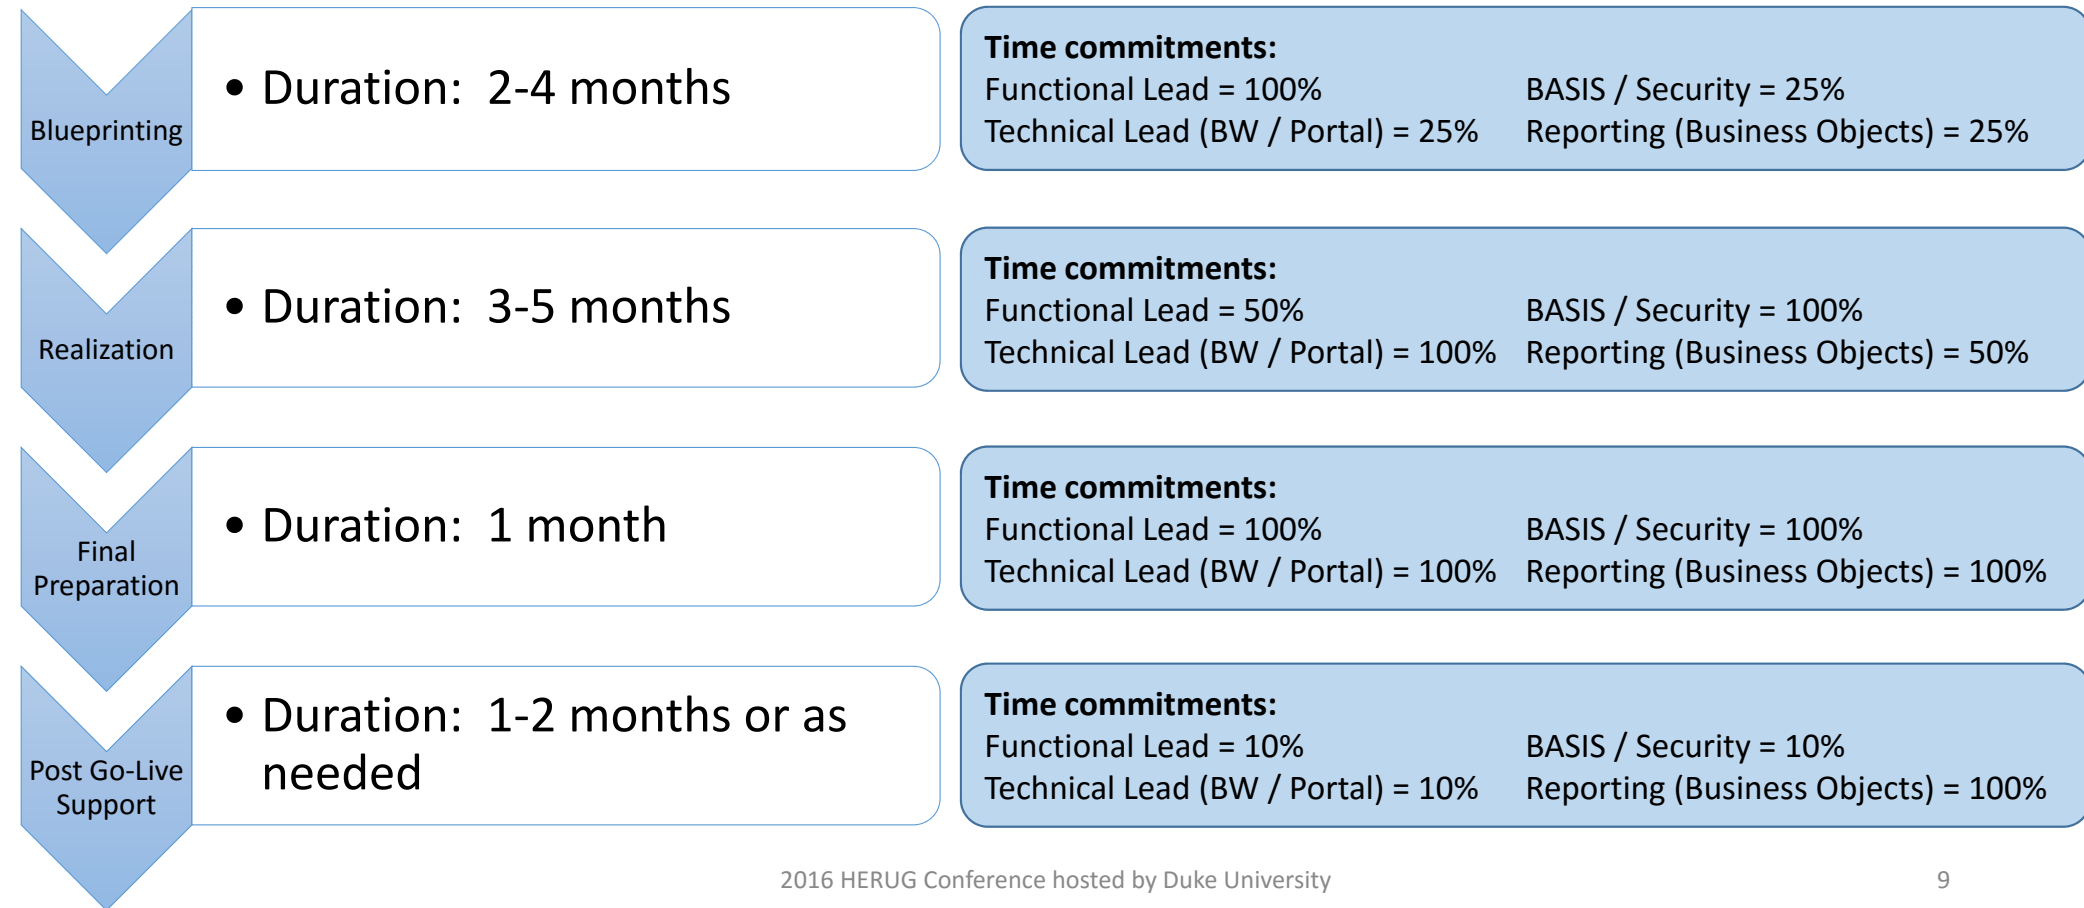 Blueprinting
• Duration: 2-4 months
Time commitments:
Functional Lead = 100% BASIS / Security = 25%
Technical Lead (BW / Portal) = 25% Reporting (Business Objects) = 25%
Realization
• Duration: 3-5 months
Time commitments:
Functional Lead = 50% BASIS / Security = 100%
Technical Lead (BW / Portal) = 100% Reporting (Business Objects) = 50%
Final
Preparation
• Duration: 1 month
Time commitments:
Functional Lead = 100% BASIS / Security = 100%
Technical Lead (BW / Portal) = 100% Reporting (Business Objects) = 100%
Post Go-Live
Support
• Duration: 1-2 months or as
needed
Time commitments:
Functional Lead = 10% BASIS / Security = 10%
Technical Lead (BW / Portal) = 10% Reporting (Business Objects) = 100%
2016 HERUG Conference hosted by Duke University 9